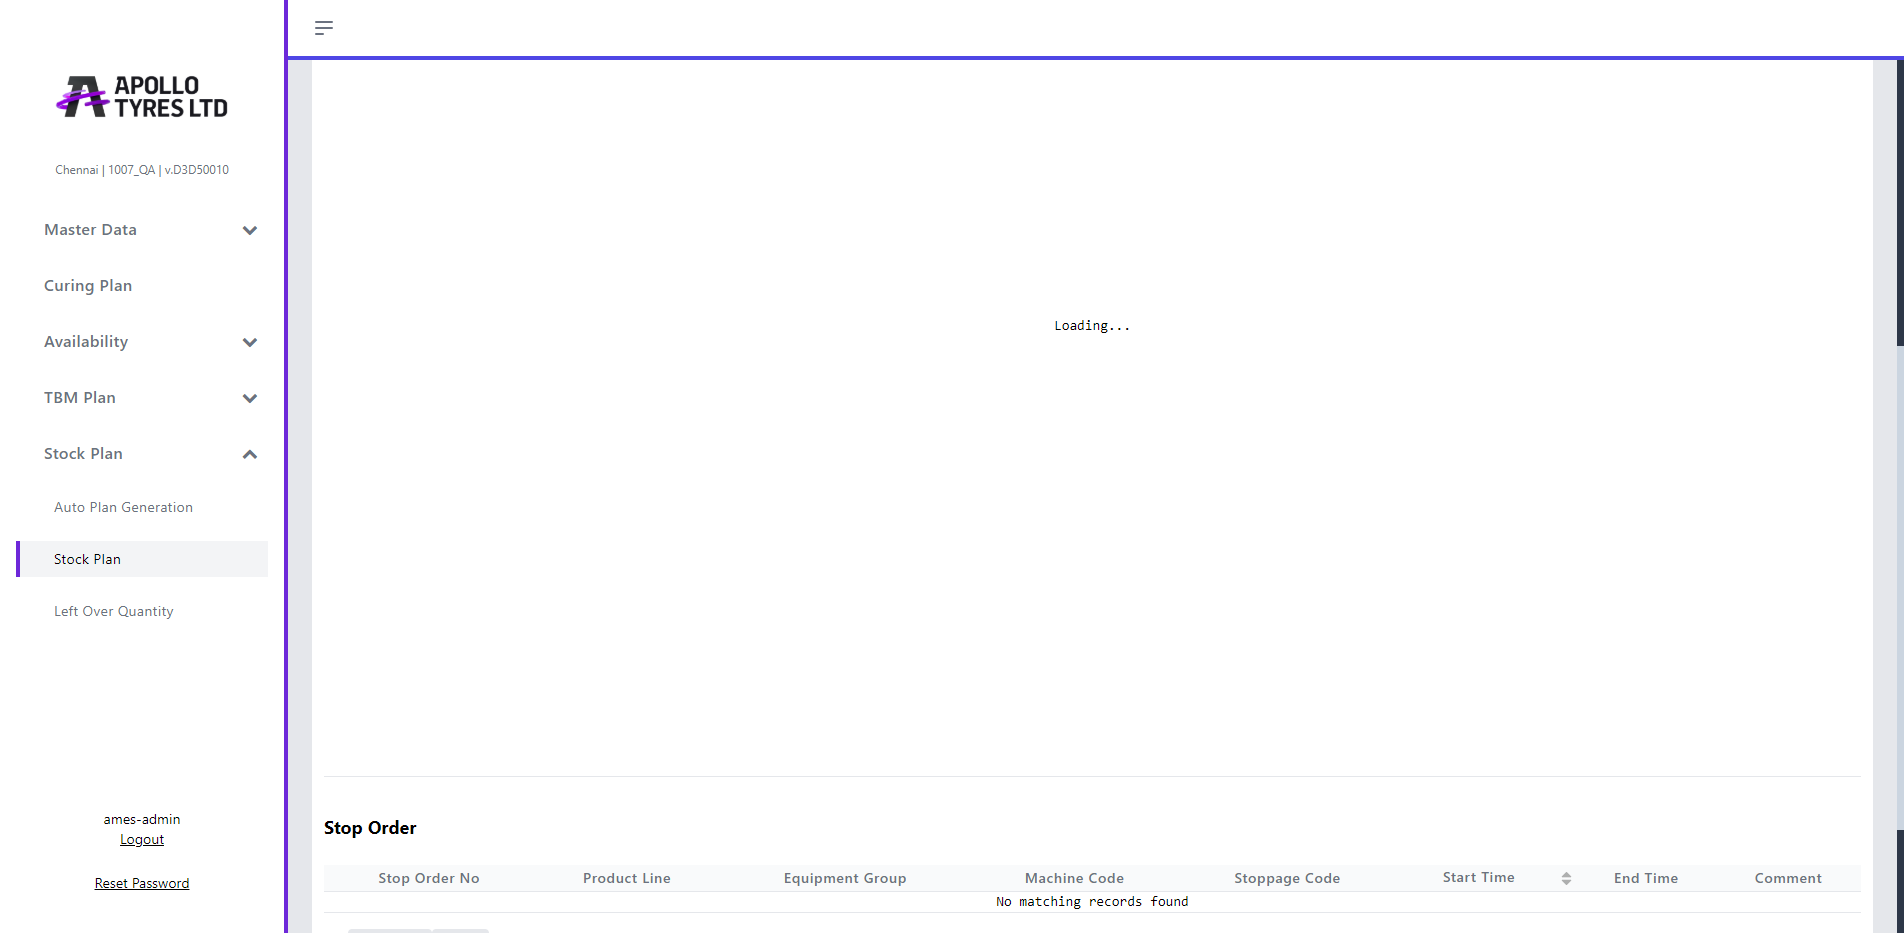 APOLLO
TYRES LTD
Chennai | 1007_QA | v.D3D50010
Master Data
Curing Plan
Availability
TBM Plan
Stock Plan
Auto Plan Generation
Stock Plan
Left Over Quantity
ames-admin
Logout
Reset Password
Loading...
Stop Order
Stop Order No Product Line Equipment Group Machine Code Stoppage Code Start Time End Time Comment
No matching records found